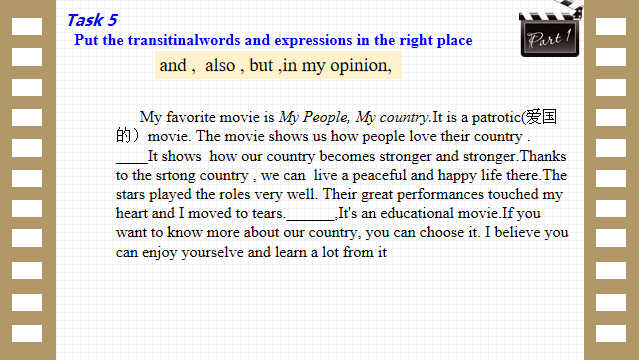 Task 5
Part 1
Put the transitinalwords and expressions in the right place
and , also , but ,in my opinion,
My favorite movie is My People, My country.It is a patrotic(爱国
的）movie. The movie shows us how people love their country .
____It shows how our country becomes stronger and stronger.Thanks
to the srtong country , we can live a peaceful and happy life there.The
stars played the roles very well. Their great performances touched my
heart and I moved to tears.______,It's an educational movie.If you
want to know more about our country, you can choose it. I believe you
can enjoy yourselve and learn a lot from it